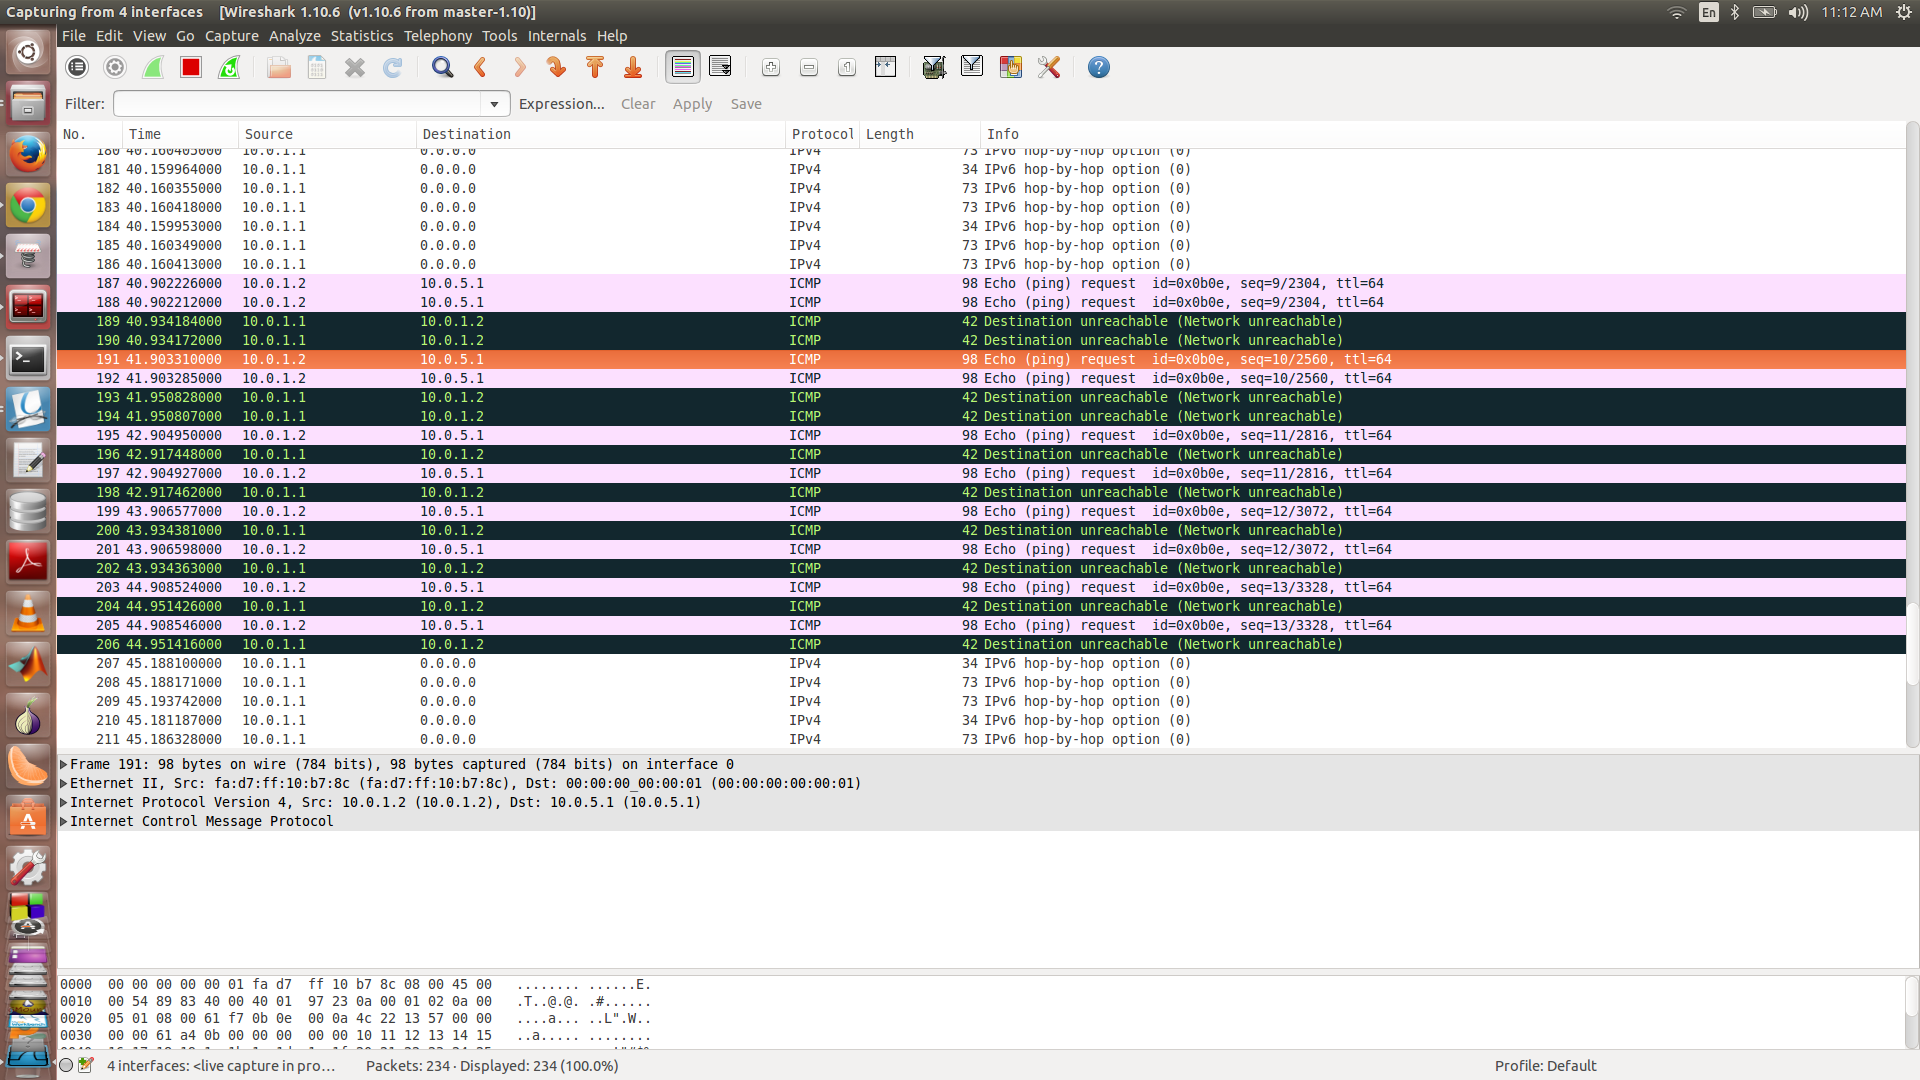 Capturing from 4 interfaces [Wireshark 1.10.6 (v1.10.6 from master-1.10)]
En 11:12 AM
File Edit View Go Capture Analyze Statistics Telephony Tools Internals Help
Filter: Expression... Clear Apply Save
No. Time Source Destination Protocol Length Info
180 40.160405000 10.0.1.1 0.0.0.0 IPv4 73 IPv6 hop-by-hop option (0)
181 40.159964000 10.0.1.1 0.0.0.0 IPv4 34 IPv6 hop-by-hop option (0)
182 40.160355000 10.0.1.1 0.0.0.0 IPv4 73 IPv6 hop-by-hop option (0)
183 40.160418000 10.0.1.1 0.0.0.0 IPv4 73 IPv6 hop-by-hop option (0)
184 40.159953000 10.0.1.1 0.0.0.0 IPv4 34 IPv6 hop-by-hop option (0)
185 40.160349000 10.0.1.1 0.0.0.0 IPv4 73 IPv6 hop-by-hop option (0)
186 40.160413000 10.0.1.1 0.0.0.0 IPv4 73 IPv6 hop-by-hop option (0)
187 40.902226000 10.0.1.2 10.0.5.1 ICMP 98 Echo (ping) request id=0x0b0e, seq=9/2304, ttl=64
188 40.902212000 10.0.1.2 10.0.5.1 ICMP 98 Echo (ping) request id=0x0b0e, seq=9/2304, ttl=64
189 40.934184000 10.0.1.1 10.0.1.2 ICMP 42 Destination unreachable (Network unreachable)
190 40.934172000 10.0.1.1 10.0.1.2 ICMP 42 Destination unreachable (Network unreachable)
191 41.903310000 10.0.1.2 10.0.5.1 ICMP 98 Echo (ping) request id=0x0b0e, seq=10/2560, ttl=64
192 41.903285000 10.0.1.2 10.0.5.1 ICMP 98 Echo (ping) request id=0x0b0e, seq=10/2560, ttl=64
193 41.950828000 10.0.1.1 10.0.1.2 ICMP 42 Destination unreachable (Network unreachable)
194 41.950807000 10.0.1.1 10.0.1.2 ICMP 42 Destination unreachable (Network unreachable)
195 42.904950000 10.0.1.2 10.0.5.1 ICMP 98 Echo (ping) request id=0x0b0e, seq=11/2816, ttl=64
196 42.917448000 10.0.1.1 10.0.1.2 ICMP 42 Destination unreachable (Network unreachable)
197 42.904927000 10.0.1.2 10.0.5.1 ICMP 98 Echo (ping) request id=0x0b0e, seq=11/2816, ttl=64
198 42.917462000 10.0.1.1 10.0.1.2 ICMP 42 Destination unreachable (Network unreachable)
199 43.906577000 10.0.1.2 10.0.5.1 ICMP 98 Echo (ping) request id=0x0b0e, seq=12/3072, ttl=64
200 43.934381000 10.0.1.1 10.0.1.2 ICMP 42 Destination unreachable (Network unreachable)
201 43.906598000 10.0.1.2 10.0.5.1 ICMP 98 Echo (ping) request id=0x0b0e, seq=12/3072, ttl=64
202 43.934363000 10.0.1.1 10.0.1.2 ICMP 42 Destination unreachable (Network unreachable)
203 44.908524000 10.0.1.2 10.0.5.1 ICMP 98 Echo (ping) request id=0x0b0e, seq=13/3328, ttl=64
204 44.951426000 10.0.1.1 10.0.1.2 ICMP 42 Destination unreachable (Network unreachable)
205 44.908546000 10.0.1.2 10.0.5.1 ICMP 98 Echo (ping) request id=0x0b0e, seq=13/3328, ttl=64
206 44.951416000 10.0.1.1 10.0.1.2 ICMP 42 Destination unreachable (Network unreachable)
207 45.188100000 10.0.1.1 0.0.0.0 IPv4 34 IPv6 hop-by-hop option (0)
208 45.188171000 10.0.1.1 0.0.0.0 IPv4 73 IPv6 hop-by-hop option (0)
209 45.193742000 10.0.1.1 0.0.0.0 IPv4 73 IPv6 hop-by-hop option (0)
210 45.181187000 10.0.1.1 0.0.0.0 IPv4 34 IPv6 hop-by-hop option (0)
211 45.186328000 10.0.1.1 0.0.0.0 IPv4 73 IPv6 hop-by-hop option (0)
Frame 191: 98 bytes on wire (784 bits), 98 bytes captured (784 bits) on interface 0
Ethernet II, Src: fa:d7:ff:10:b7:8c (fa:d7:ff:10:b7:8c), Dst: 00:00:00_00:00:01 (00:00:00:00:00:01)
Internet Protocol Version 4, Src: 10.0.1.2 (10.0.1.2), Dst: 10.0.5.1 (10.0.5.1)
Internet Control Message Protocol
0000 00 00 00 00 00 01 fa d7 ff 10 b7 8c 08 00 45 00 ........ ......E.
0010 00 54 89 83 40 00 40 01 97 23 0a 00 01 02 0a 00 .T..@.@. .#......
0020 05 01 08 00 61 f7 0b 0e 00 0a 4c 22 13 57 00 00 ....a... ..L".W..
0030 00 00 61 a4 0b 00 00 00 00 00 10 11 12 13 14 15 ..a..... ........
4 interfaces: <live capture in pro... Packets: 234 · Displayed: 234 (100.0%) Profile: Default